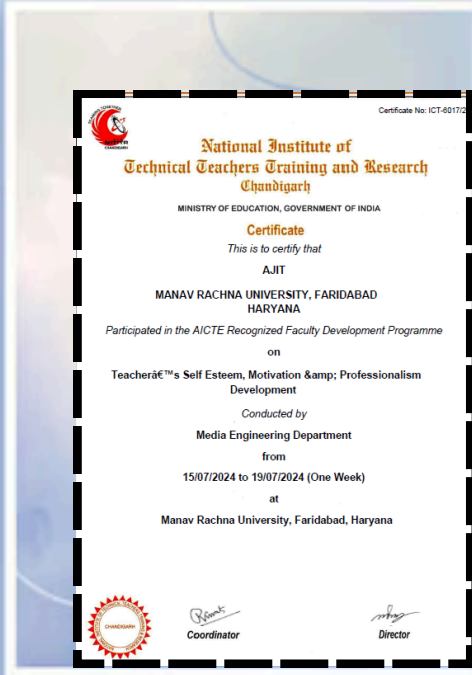 Certificate No: ICT-6017/2
CHANDIGARH
National Institute of
Technical Teachers Training and Research
Chandigarh
MINISTRY OF EDUCATION, GOVERNMENT OF INDIA
Certificate
This is to certify that
AJIT
MANAV RACHNA UNIVERSITY, FARIDABAD
HARYANA
Participated in the AICTE Recognized Faculty Development Programme
on
Teacherâ€™s Self Esteem, Motivation &amp; Professionalism
Development
Conducted by
Media Engineering Department
from
15/07/2024 to 19/07/2024 (One Week)
at
Manav Rachna University, Faridabad, Haryana
CHANDIGARH
Coordinator
Director